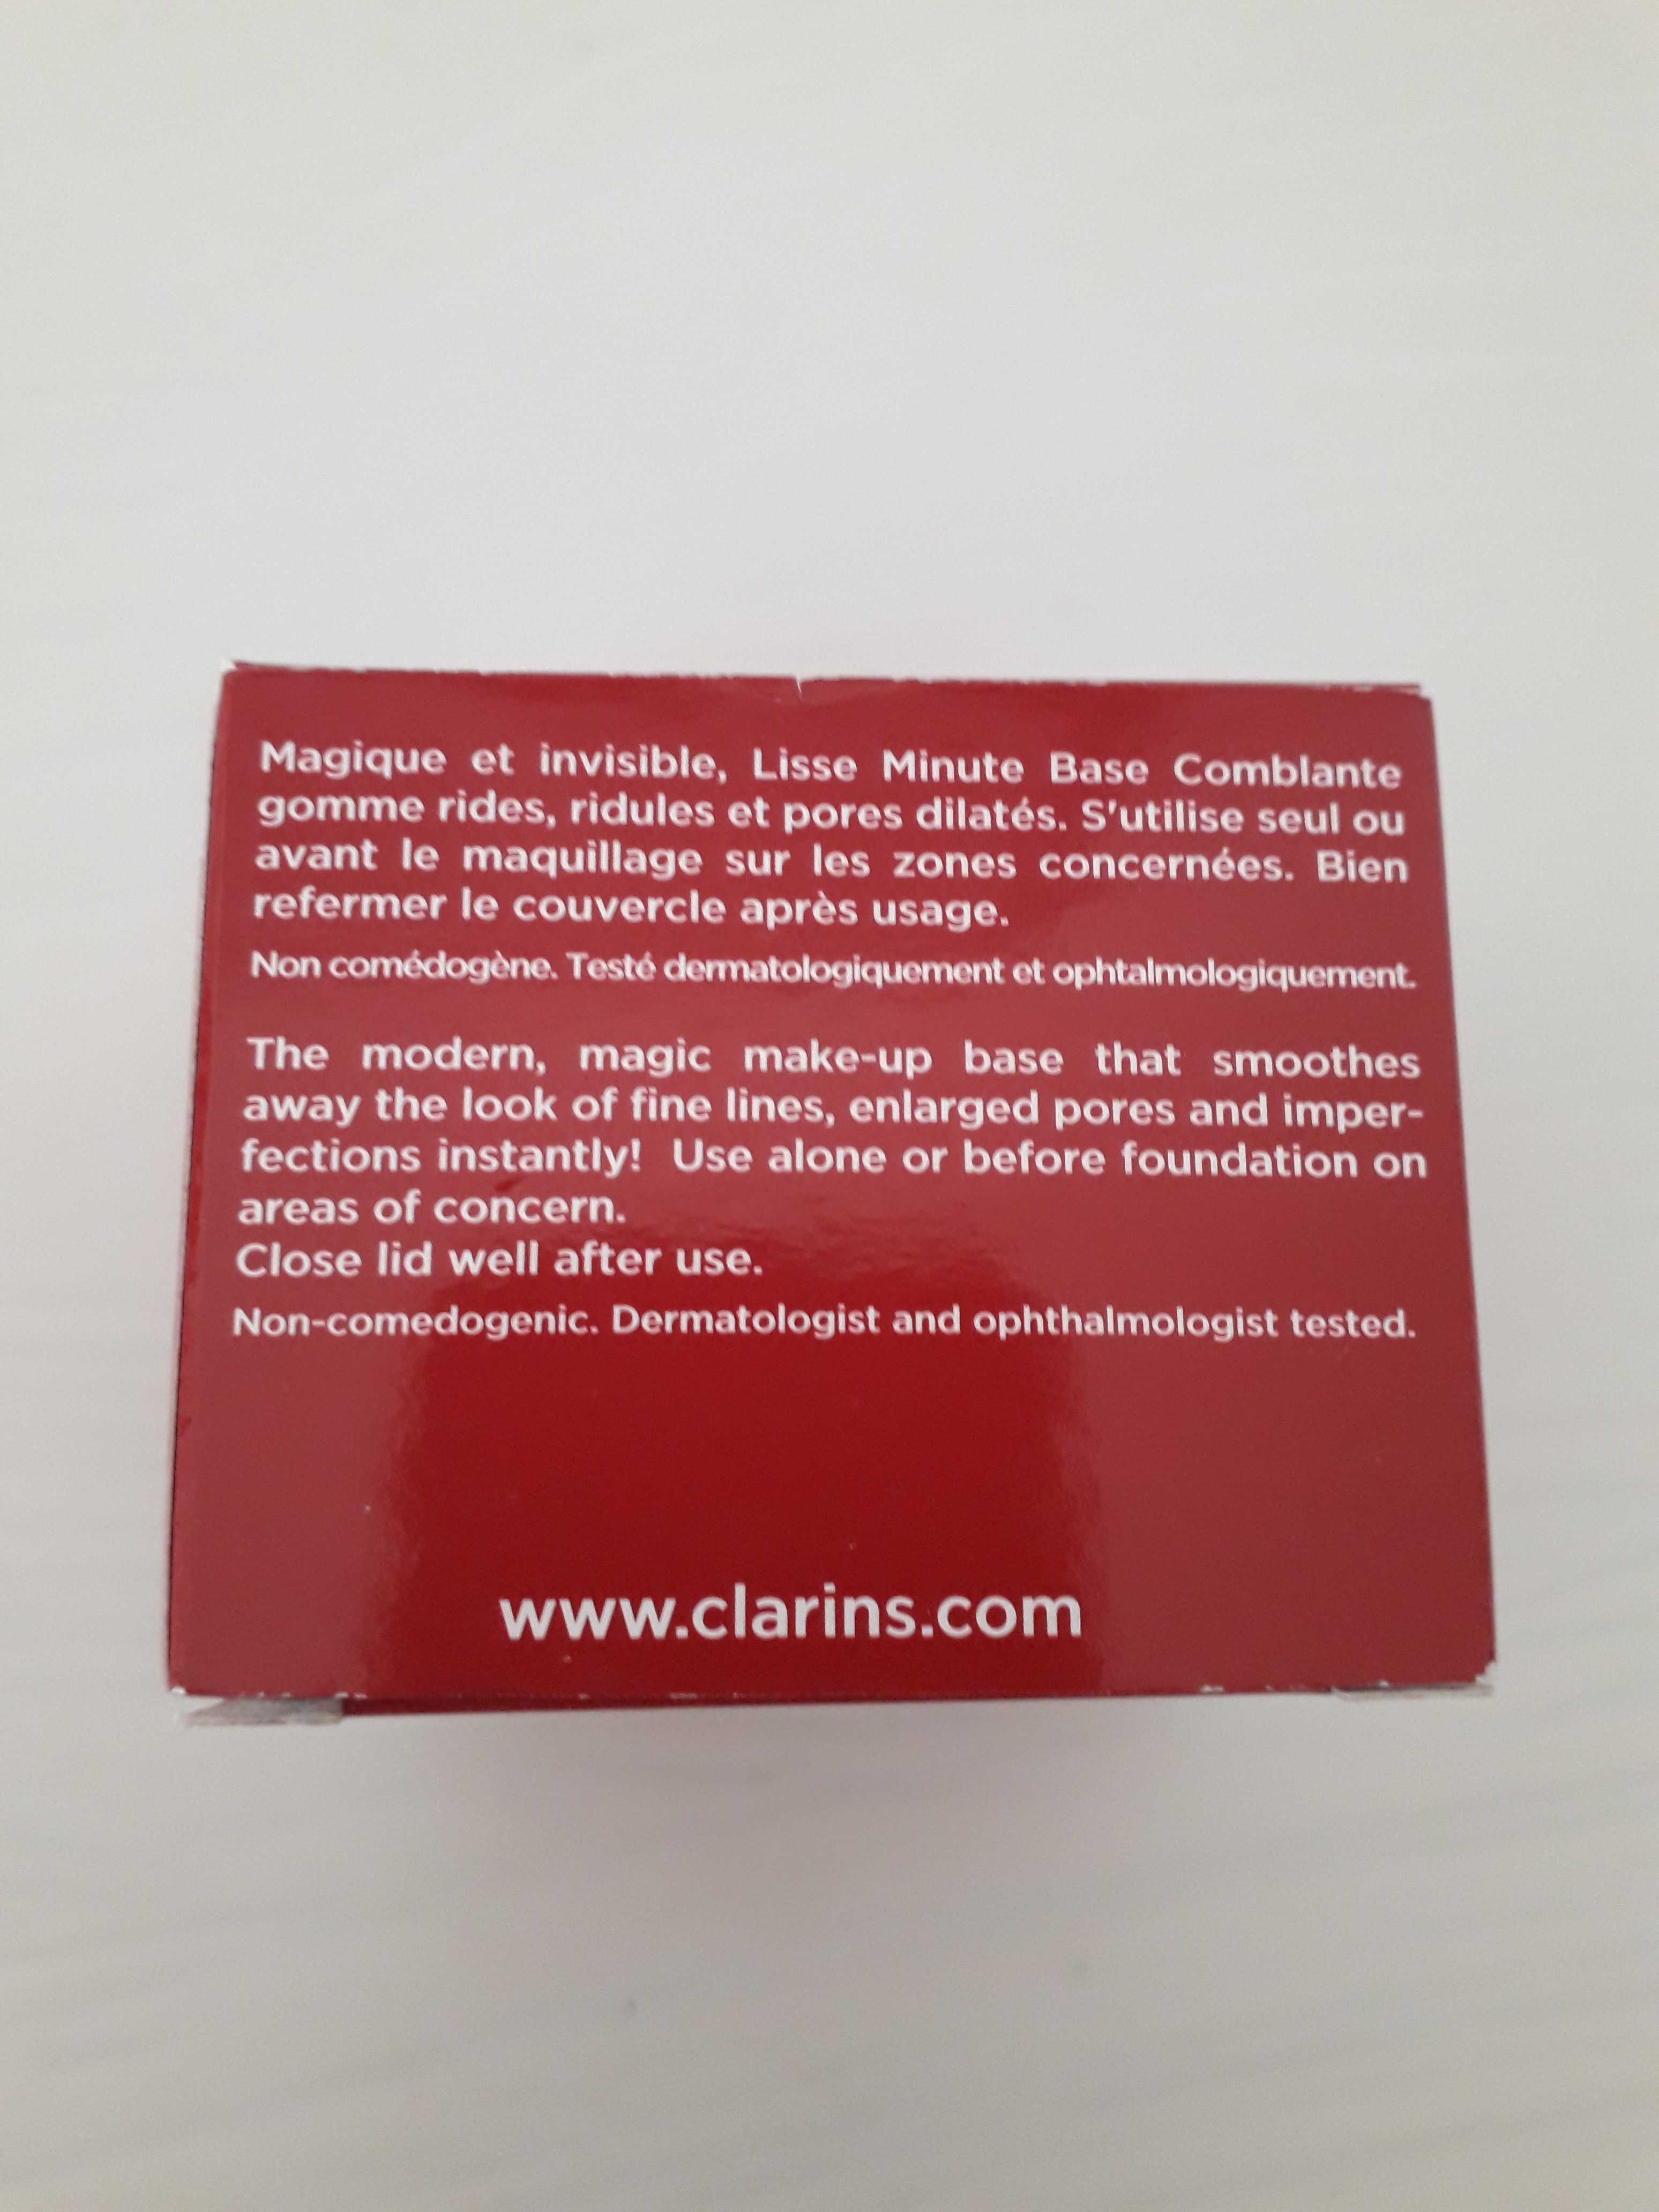 Magique et invisible, Lisse Minute Base Comblante
gomme rides, ridules et pores dilatés. S'utilise seul ou
avant le maquillage sur les zones concernées. Bien
refermer le couvercle après usage.
Non comédogène. Testé dermatologiquement et ophtalmologiquement.
The modern, magic make-up base that smoothes
away the look of fine lines, enlarged pores and imper-
fections instantly! Use alone or before foundation on
areas of concern.
Close lid well after use.
Non-comedogenic. Dermatologist and ophthalmologist tested.
www.clarins.com